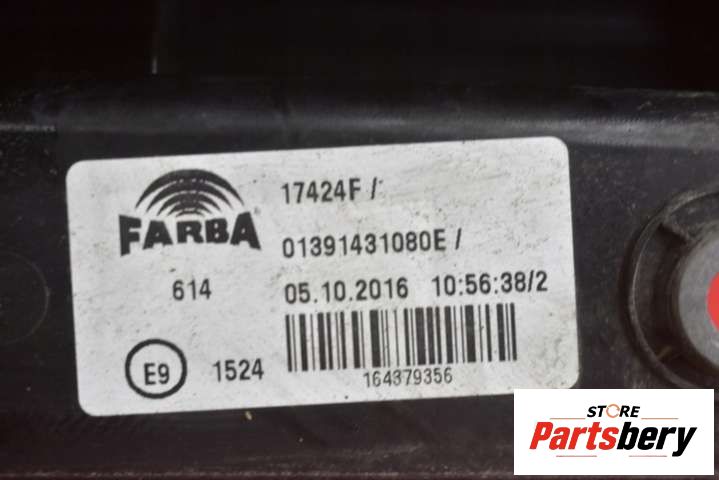 FARBA
17424F /
01391431080E /
614
05.10.2016 10:56:38/2
E9
1524
164379356
STORE
Partsbery